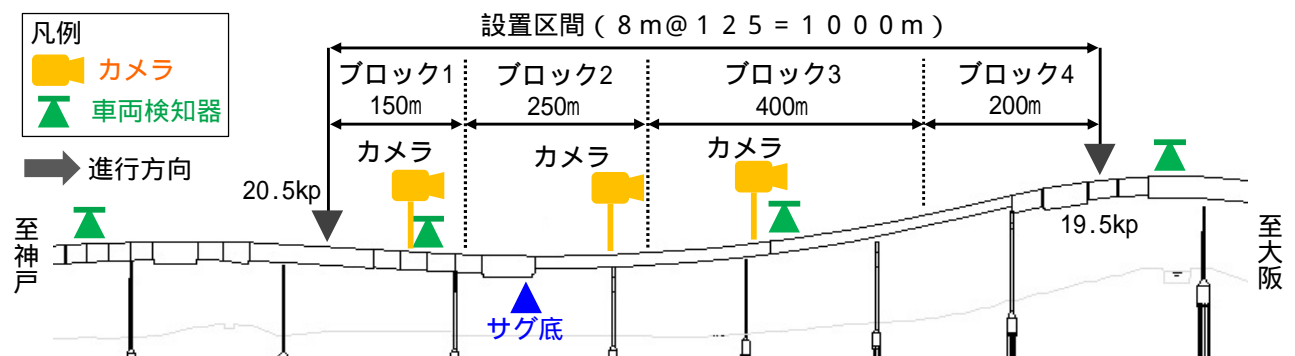 凡例
カメラ
車両検知器
進行方向
設置区間（８ｍ＠１２５＝１０００ｍ）
ブロック1
150m
ブロック2
250m
ブロック3
400m
ブロック4
200m
カメラ
カメラ
カメラ
20.5kp
19.5kp
至神戸
至大阪
サグ底